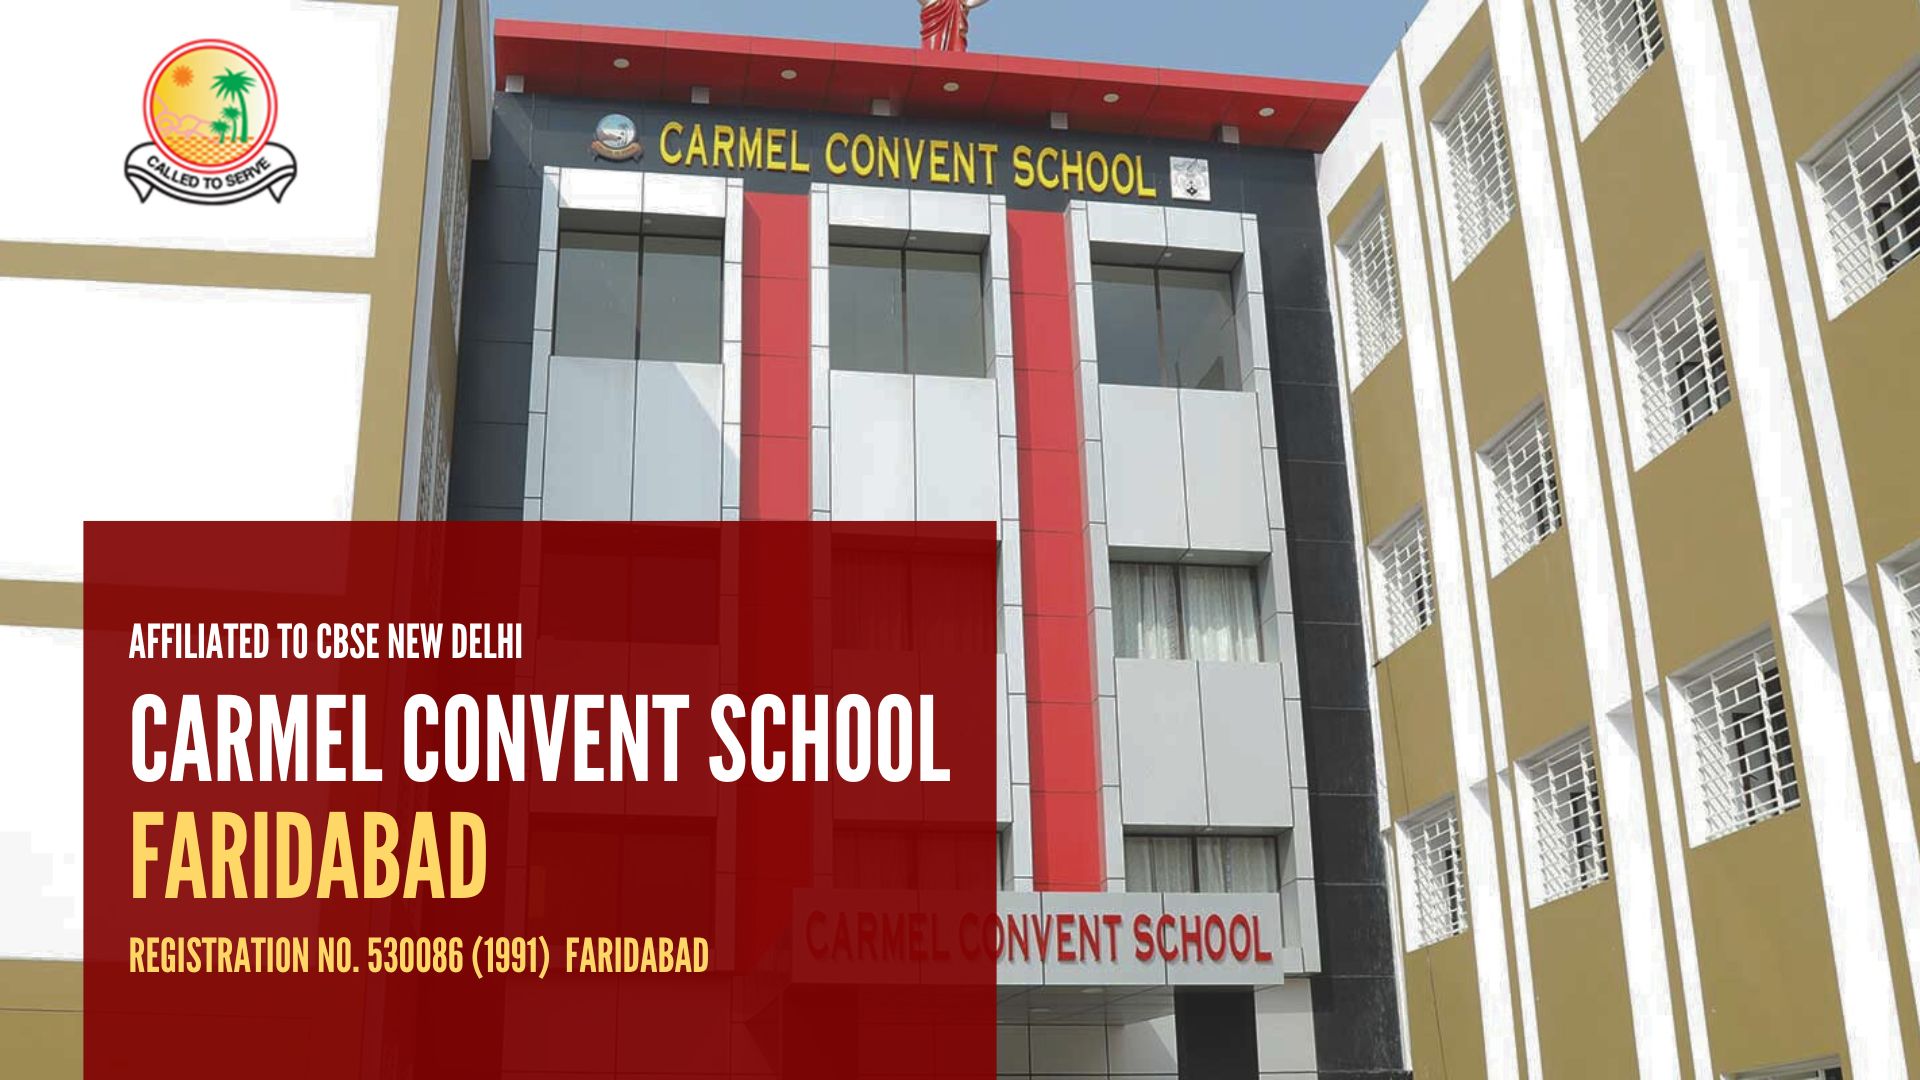 CALLED TO SERVE
CARMEL CONVENT SCHOOL
AFFILIATED TO CBSE NEW DELHI
CARMEL CONVENT SCHOOL
FARIDABAD
REGISTRATION NO. 530086 (1991) FARIDABAD
CARMEL CONVENT SCHOOL